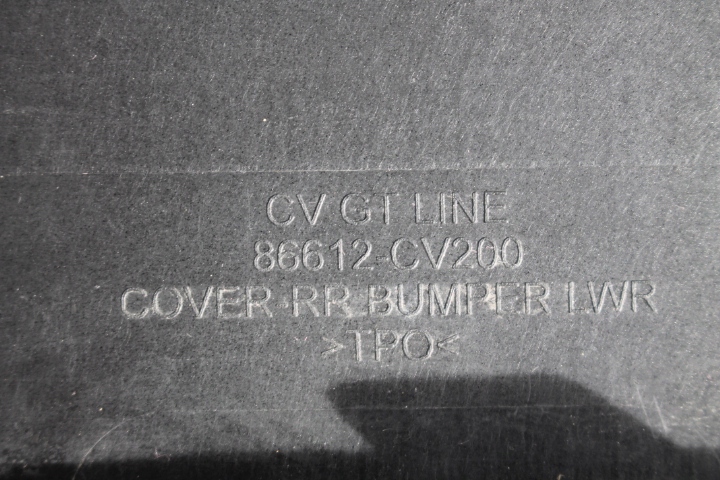 CV GT LINE
86612-CV200
COVER RR BUMPER LWR
>TPO<